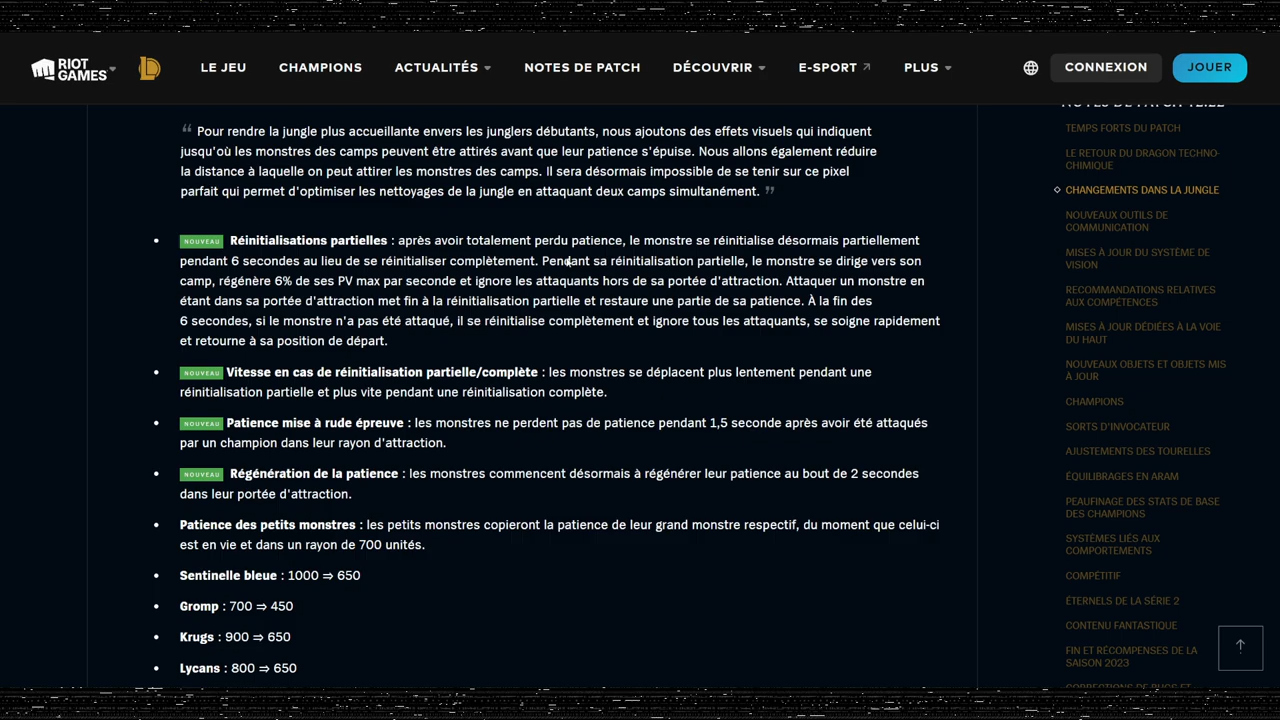 RIOT GAMES
LE JEU
CHAMPIONS
ACTUALITÉS
NOTES DE PATCH
DÉCOUVRIR
E-SPORT
PLUS
CONNEXION
JOUER
“ Pour rendre la jungle plus accueillante envers les junglers débutants, nous ajoutons des effets visuels qui indiquent
jusqu'où les monstres des camps peuvent être attirés avant que leur patience s'épuise. Nous allons également réduire
la distance à laquelle on peut attirer les monstres des camps. Il sera désormais impossible de se tenir sur ce pixel
parfait qui permet d'optimiser les nettoyages de la jungle en attaquant deux camps simultanément. ”
• NOUVEAU Réinitialisations partielles : après avoir totalement perdu patience, le monstre se réinitialise désormais partiellement
pendant 6 secondes au lieu de se réinitialiser complètement. Pendant sa réinitialisation partielle, le monstre se dirige vers son
camp, régénère 6% de ses PV max par seconde et ignore les attaquants hors de sa portée d'attraction. Attaquer un monstre en
étant dans sa portée d'attraction met fin à la réinitialisation partielle et restaure une partie de sa patience. À la fin des
6 secondes, si le monstre n'a pas été attaqué, il se réinitialise complètement et ignore tous les attaquants, se soigne rapidement
et retourne à sa position de départ.
• NOUVEAU Vitesse en cas de réinitialisation partielle/complète : les monstres se déplacent plus lentement pendant une
réinitialisation partielle et plus vite pendant une réinitialisation complète.
• NOUVEAU Patience mise à rude épreuve : les monstres ne perdent pas de patience pendant 1,5 seconde après avoir été attaqués
par un champion dans leur rayon d'attraction.
• NOUVEAU Régénération de la patience : les monstres commencent désormais à régénérer leur patience au bout de 2 secondes
dans leur portée d'attraction.
• Patience des petits monstres : les petits monstres copieront la patience de leur grand monstre respectif, du moment que celui-ci
est en vie et dans un rayon de 700 unités.
• Sentinelle bleue : 1000 ⇒ 650
• Gromp : 700 ⇒ 450
• Krugs : 900 ⇒ 650
• Lycans : 800 ⇒ 650
NOTES DE PATCH 12.22
TEMPS FORTS DU PATCH
LE RETOUR DU DRAGON TECHNO-
CHIMIQUE
CHANGEMENTS DANS LA JUNGLE
NOUVEAUX OUTILS DE
COMMUNICATION
MISES À JOUR DU SYSTÈME DE
VISION
RECOMMANDATIONS RELATIVES
AUX COMPÉTENCES
MISES À JOUR DÉDIÉES À LA VOIE
DU HAUT
NOUVEAUX OBJETS ET OBJETS MIS
À JOUR
CHAMPIONS
SORTS D'INVOCATEUR
AJUSTEMENTS DES TOURELLES
ÉQUILIBRAGES EN ARAM
PEAUFINAGE DES STATS DE BASE
DES CHAMPIONS
SYSTÈMES LIÉS AUX
COMPORTEMENTS
COMPÉTITIF
ÉTERNELS DE LA SÉRIE 2
CONTENU FANTASTIQUE
FIN ET RÉCOMPENSES DE LA
SAISON 2023
CORRECTIONS DE BUGS ET